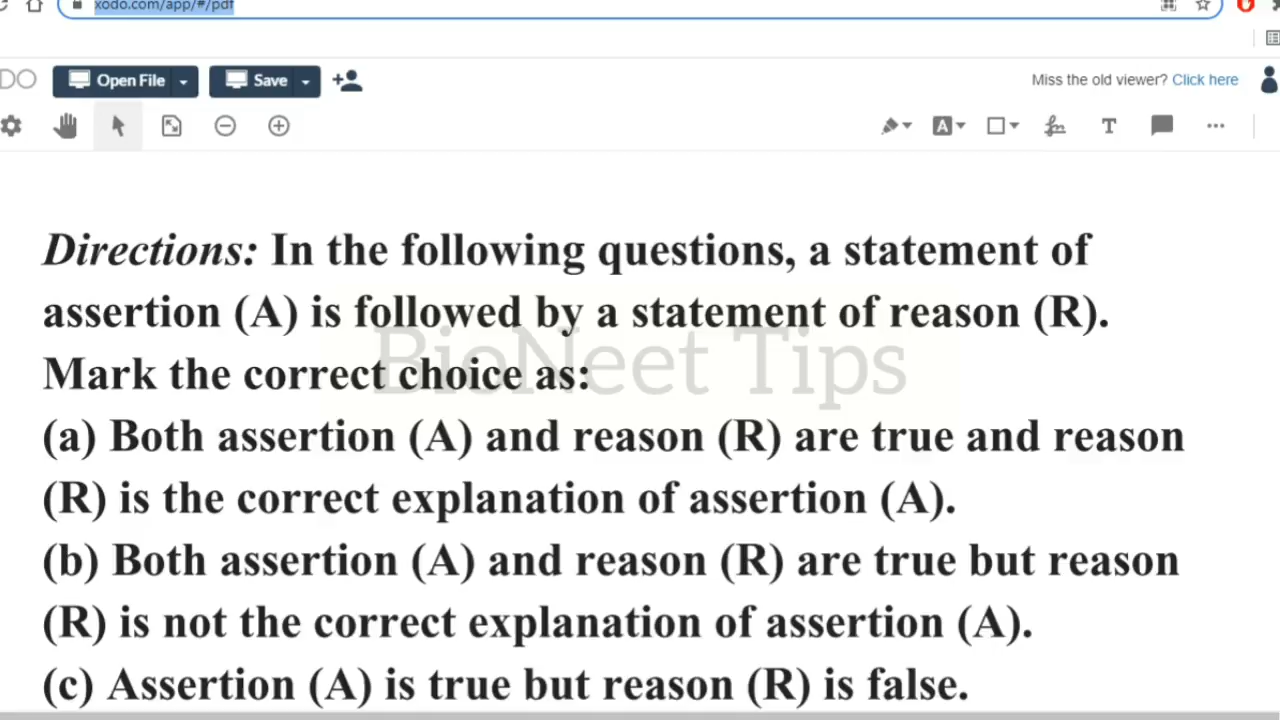 xodo.com/app/#/pdf
DO
Open File
Save
Miss the old viewer? Click here
A
T
Directions: In the following questions, a statement of
assertion (A) is followed by a statement of reason (R).
BioNeet Tips
Mark the correct choice as:
(a) Both assertion (A) and reason (R) are true and reason
(R) is the correct explanation of assertion (A).
(b) Both assertion (A) and reason (R) are true but reason
(R) is not the correct explanation of assertion (A).
(c) Assertion (A) is true but reason (R) is false.